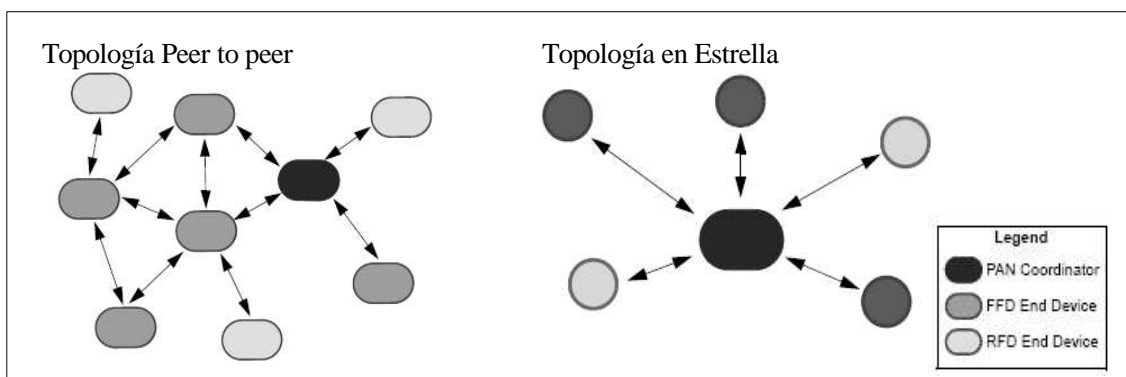 Topología Peer to peer
Topología en Estrella
Legend
PAN Coordinator
FFD End Device
RFD End Device